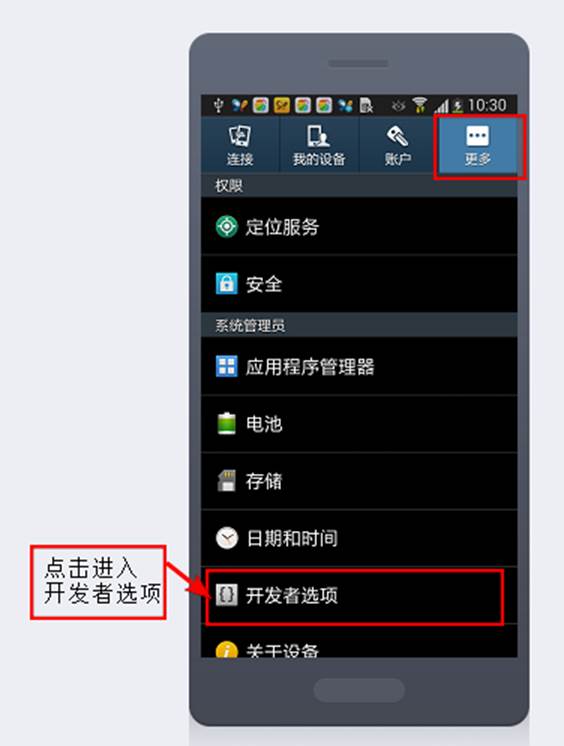 10:30
连接 我的设备 账户 更多
权限
定位服务
安全
系统管理员
应用程序管理器
电池
存储
日期和时间
点击进入
开发者选项
开发者选项
关于设备